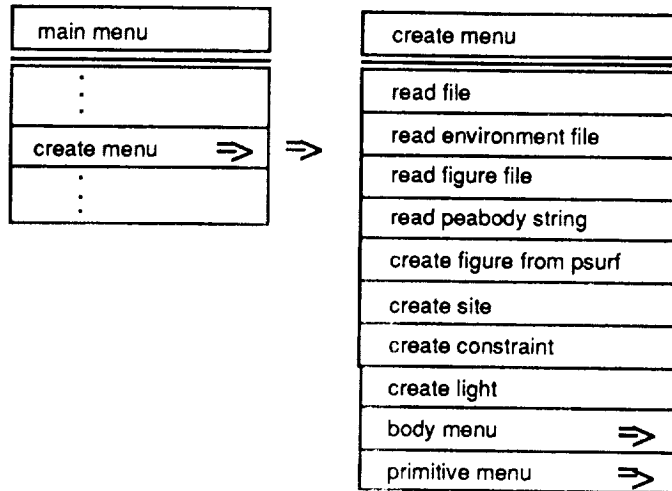 main menu
create menu
create menu
read file
read environment file
read figure file
read peabody string
create figure from psurf
create site
create constraint
create light
body menu
primitive menu